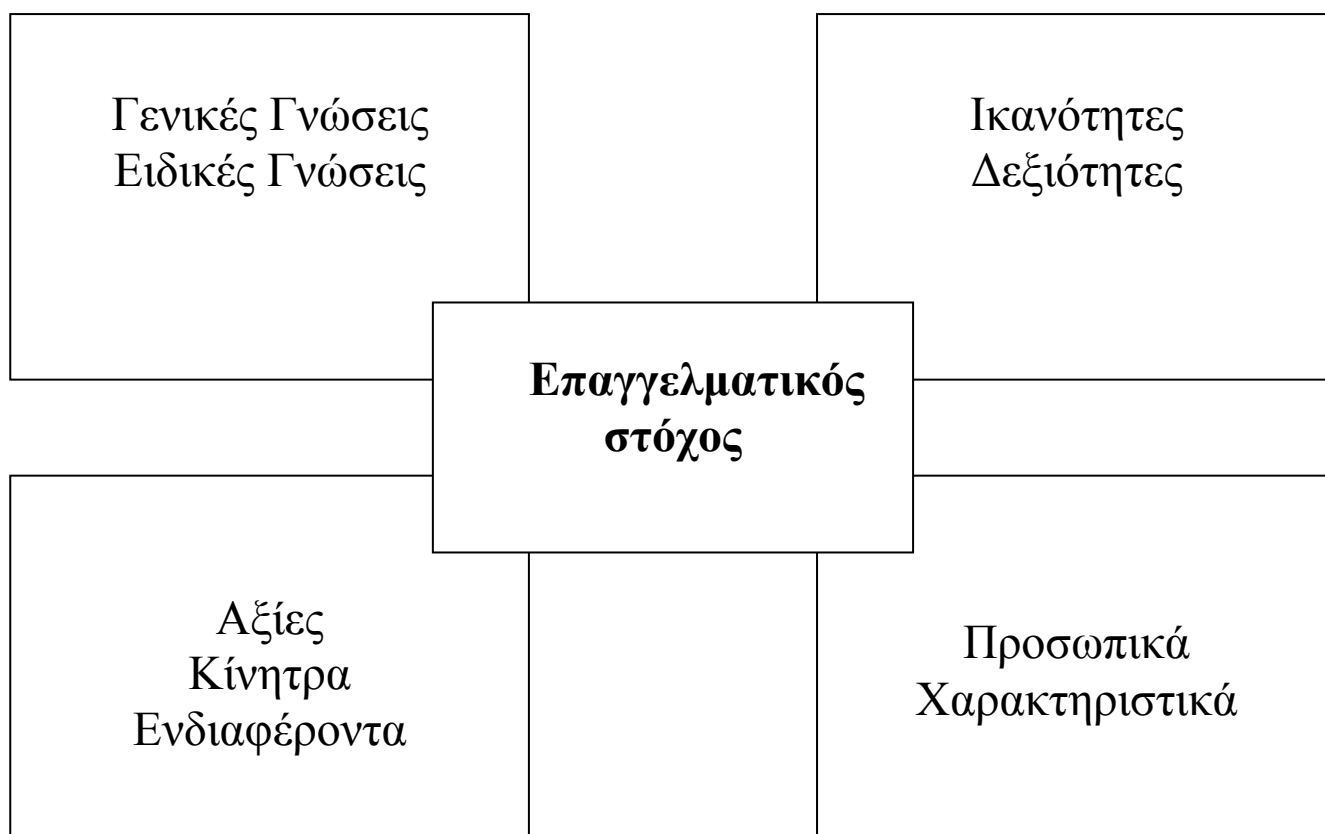 Γενικές Γνώσεις
Ειδικές Γνώσεις
Ικανότητες
Δεξιότητες
Επαγγελματικός
στόχος
Αξίες
Κίνητρα
Ενδιαφέροντα
Προσωπικά
Χαρακτηριστικά